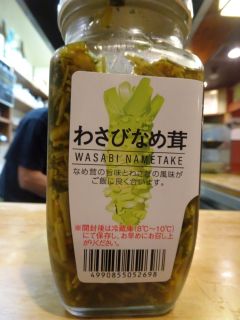 わさびなめ茸
WASABI NAMETAKE
なめ茸の旨味とわさびの風味が
ご飯に良く合います。
※開封後は冷蔵庫(8℃〜10℃)
にて保存し、お早めにお召し上
がりください。
4990855052698